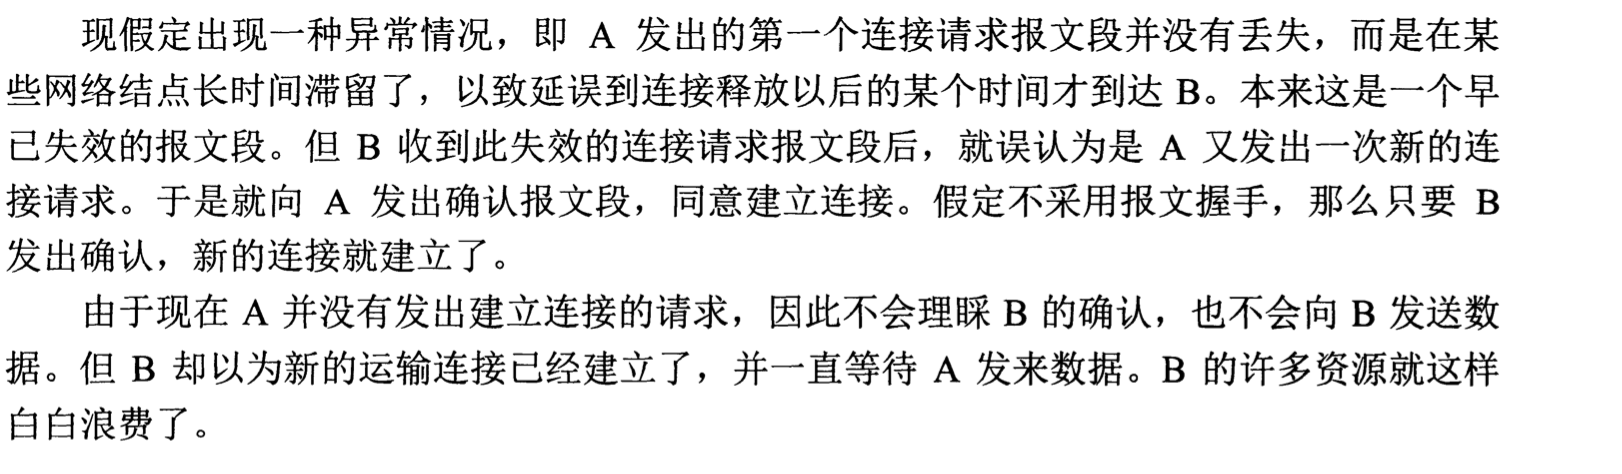 现假定出现一种异常情况，即 A 发出的第一个连接请求报文段并没有丢失，而是在某
些网络结点长时间滞留了，以致延误到连接释放以后的某个时间才到达 B。本来这是一个早
已失效的报文段。但 B 收到此失效的连接请求报文段后，就误认为是 A 又发出一次新的连
接请求。于是就向 A 发出确认报文段，同意建立连接。假定不采用报文握手，那么只要 B
发出确认，新的连接就建立了。
由于现在 A 并没有发出建立连接的请求，因此不会理睬 B 的确认，也不会向 B 发送数
据。但 B 却以为新的运输连接已经建立了，并一直等待 A 发来数据。B 的许多资源就这样
白白浪费了。